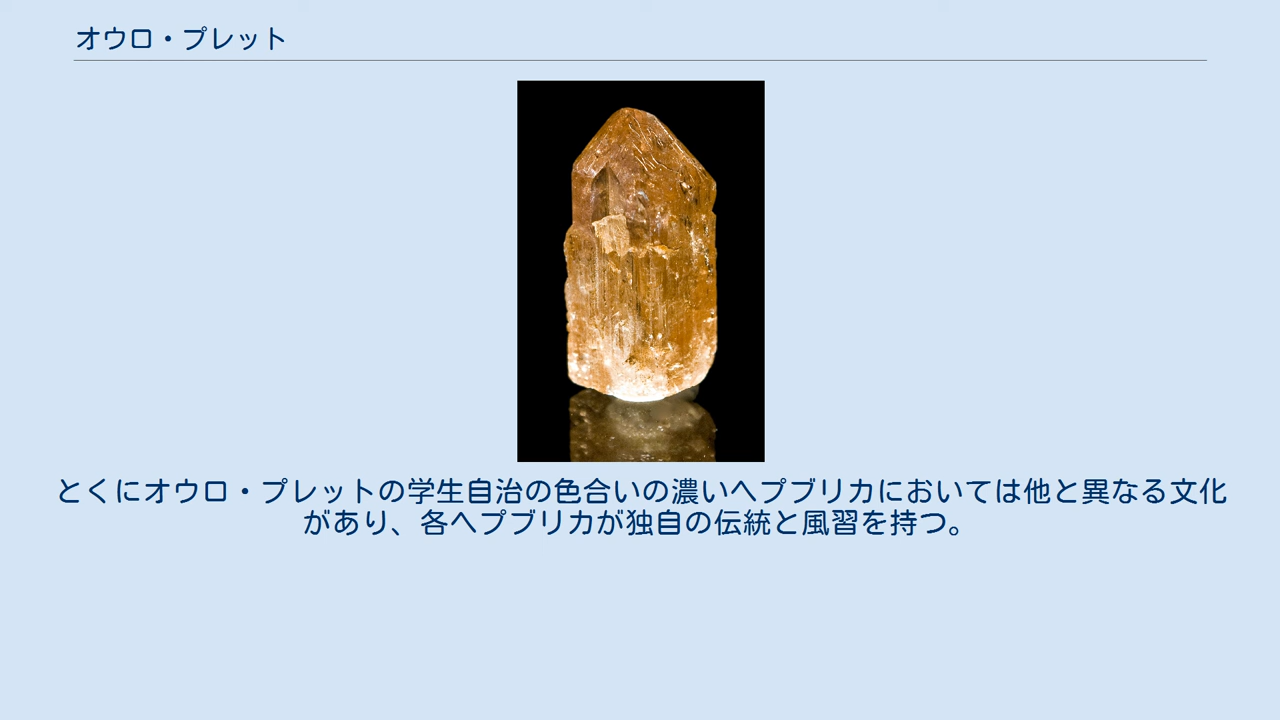 オウロ・プレット
とくにオウロ・プレットの学生自治の色合いの濃いヘプブリカにおいては他と異なる文化
があり、各ヘプブリカが独自の伝統と風習を持つ。